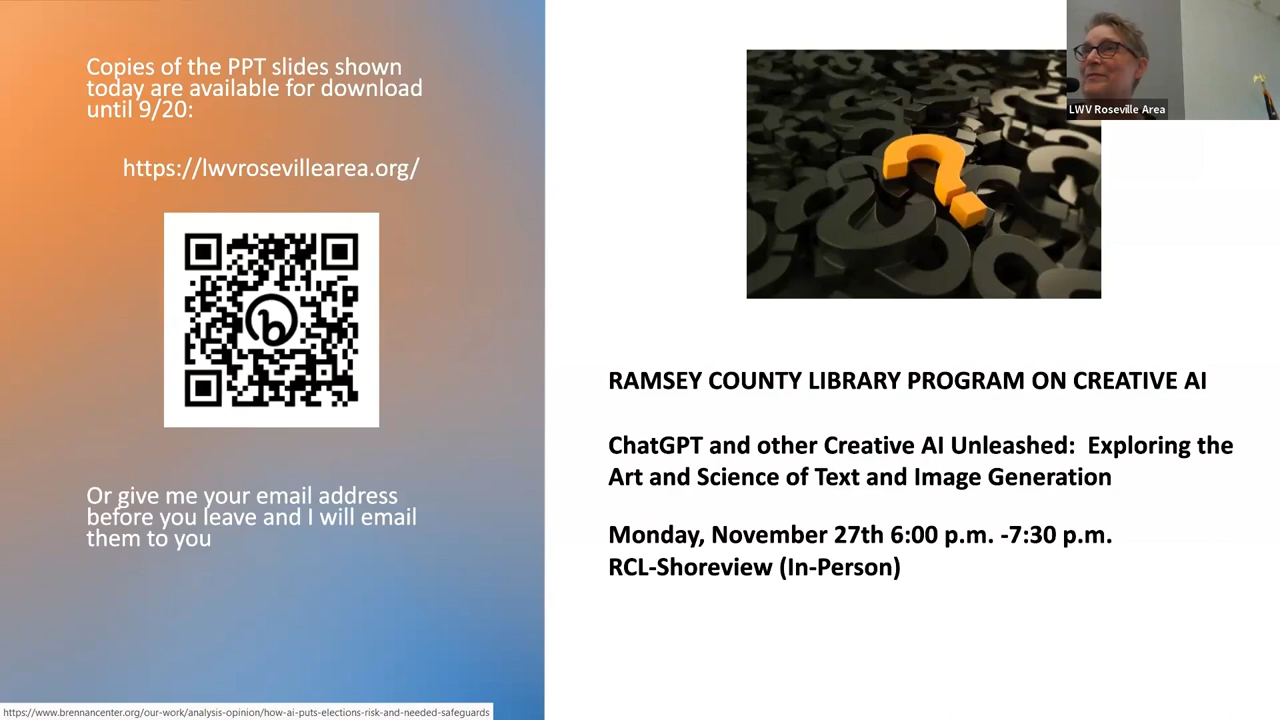 Copies of the PPT slides shown
today are available for download
until 9/20:
https://lwvrosevillearea.org/
b
Or give me your email address
before you leave and I will email
them to you
https://www.brennancenter.org/our-work/analysis-opinion/how-ai-puts-elections-risk-and-needed-safeguards
LWV Roseville Area
RAMSEY COUNTY LIBRARY PROGRAM ON CREATIVE AI
ChatGPT and other Creative AI Unleashed: Exploring the
Art and Science of Text and Image Generation
Monday, November 27th 6:00 p.m. -7:30 p.m.
RCL-Shoreview (In-Person)